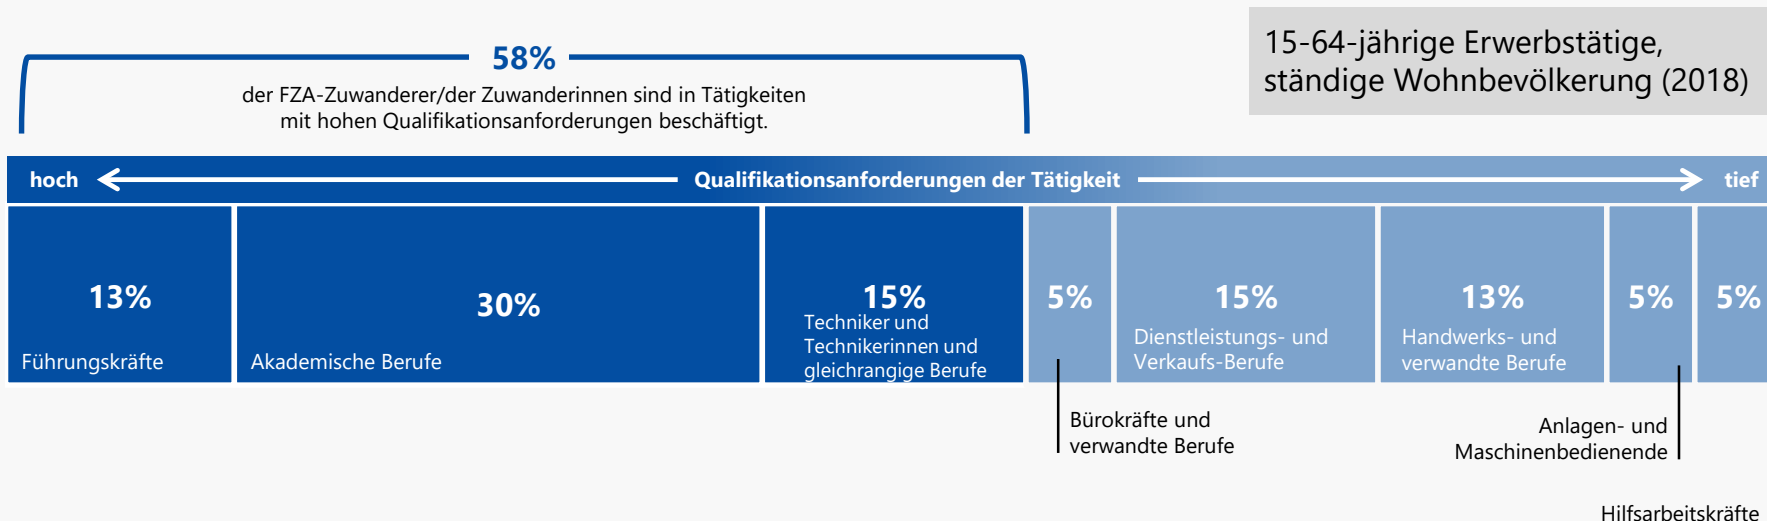 15-64-jährige Erwerbstätige,
ständige Wohnbevölkerung (2018)
58%
der FZA-Zuwanderer/der Zuwanderinnen sind in Tätigkeiten
mit hohen Qualifikationsanforderungen beschäftigt.
hoch Qualifikationsanforderungen der Tätigkeit tief
13%
Führungskräfte
30%
Akademische Berufe
15%
Techniker und
Technikerinnen und
gleichrangige Berufe
5%
Bürokräfte und
verwandte Berufe
15%
Dienstleistungs- und
Verkaufs-Berufe
13%
Handwerks- und
verwandte Berufe
5%
Anlagen- und
Maschinenbedienende
5%
Hilfsarbeitskräfte